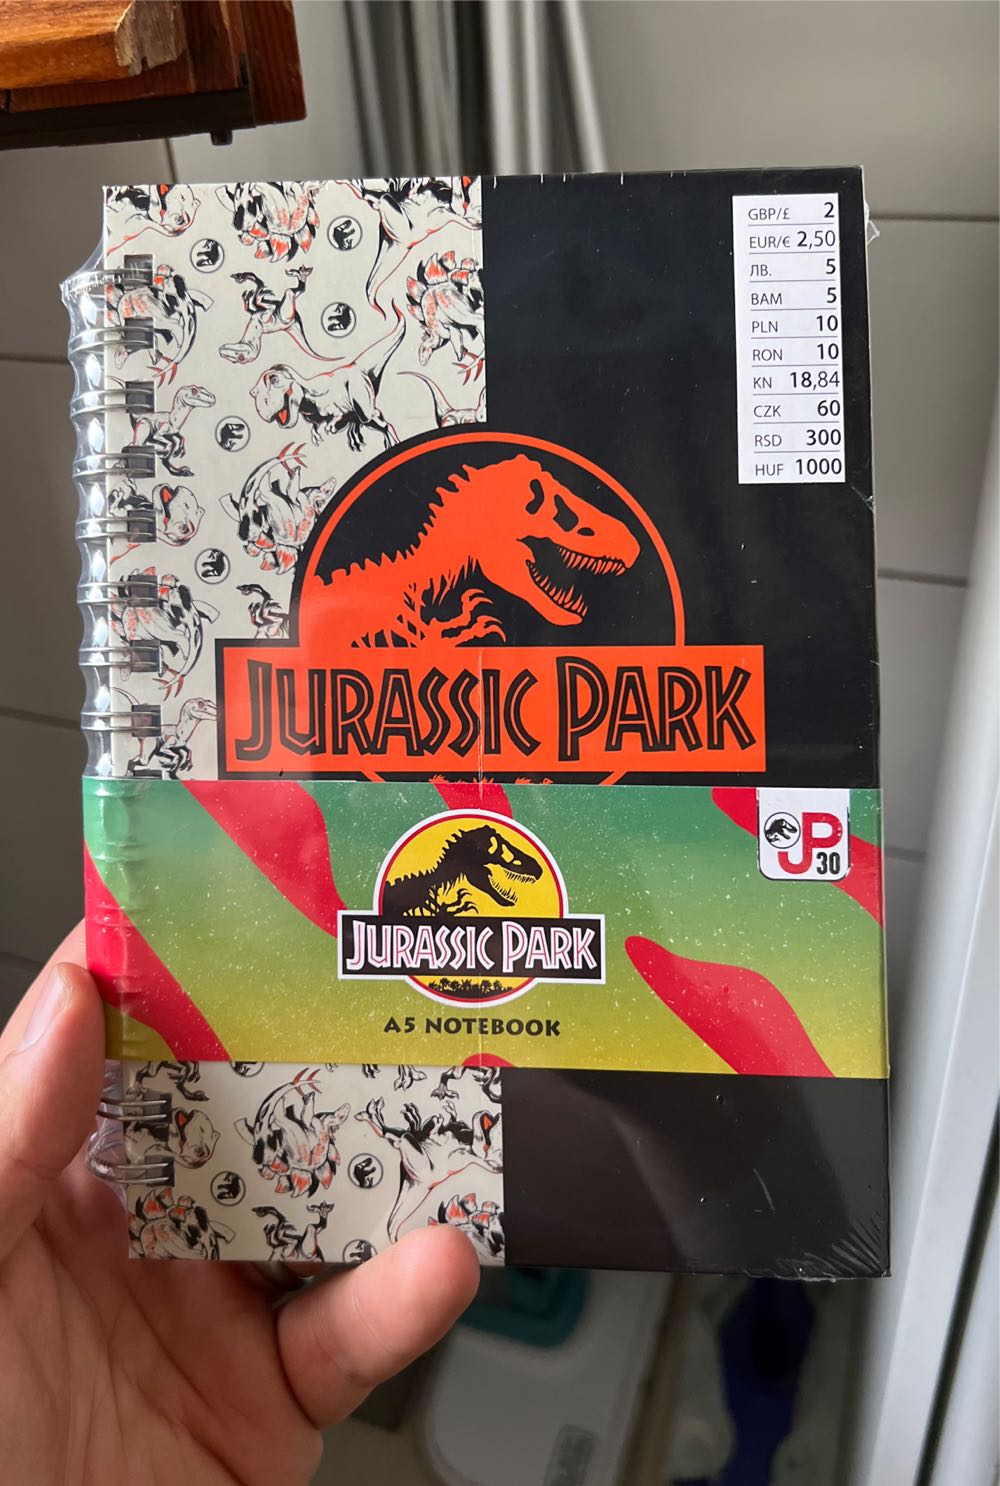 GBP/£ 2
EUR/€ 2,50
ЛВ. 5
BAM 5
PLN 10
RON 10
KN 18,84
CZK 60
RSD 300
HUF 1000
JURASSIC PARK
JP
30
JURASSIC PARK
A5 NOTEBOOK